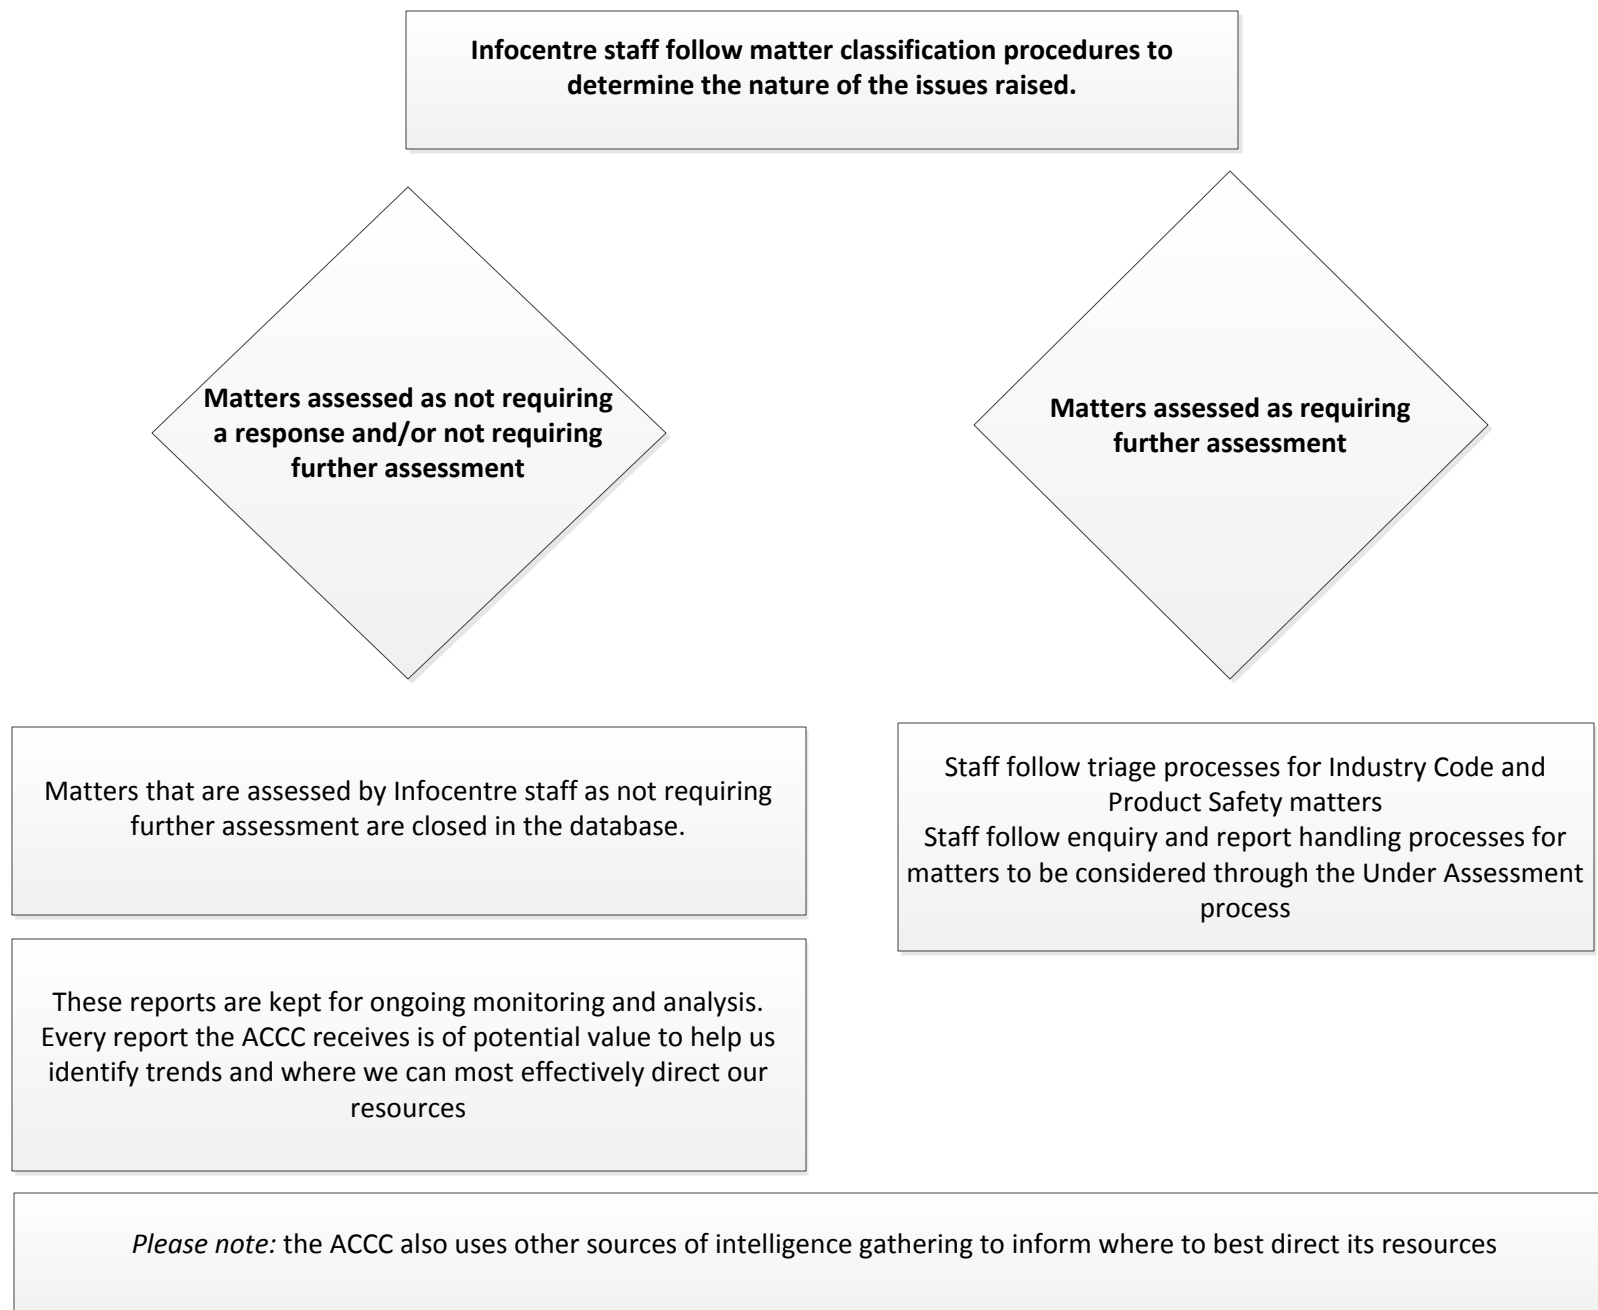 Infocentre staff follow matter classification procedures to
determine the nature of the issues raised.
Matters assessed as not requiring
a response and/or not requiring
further assessment
Matters assessed as requiring
further assessment
Matters that are assessed by Infocentre staff as not requiring
further assessment are closed in the database.
Staff follow triage processes for Industry Code and
Product Safety matters
Staff follow enquiry and report handling processes for
matters to be considered through the Under Assessment
process
These reports are kept for ongoing monitoring and analysis.
Every report the ACCC receives is of potential value to help us
identify trends and where we can most effectively direct our
resources
Please note: the ACCC also uses other sources of intelligence gathering to inform where to best direct its resources